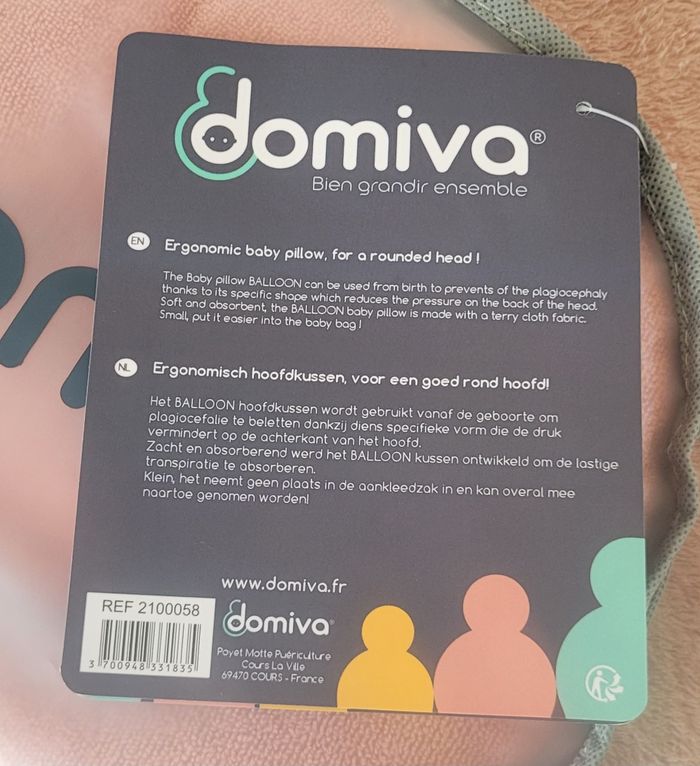 domiva®
Bien grandir ensemble
EN
Ergonomic baby pillow, for a rounded head !
The Baby pillow BALLOON can be used from birth to prevents of the plagiocephaly
thanks to its specific shape which reduces the pressure on the back of the head.
Soft and absorbent, the BALLOON baby pillow is made with a terry cloth fabric.
Small, put it easier into the baby bag !
NL
Ergonomisch hoofdkussen, voor een goed rond hoofd!
Het BALLOON hoofdkussen wordt gebruikt vanaf de geboorte om
plagiocefalie te beletten dankzij diens specifieke vorm die de druk
vermindert op de achterkant van het hoofd.
Zacht en absorberend werd het BALLOON kussen ontwikkeld om de lastige
transpiratie te absorberen.
Klein, het neemt geen plaats in de aankleedzak in en kan overal mee
naartoe genomen worden!
www.domiva.fr
REF 2100058
domiva
3 700948 331835
Poyet Motte Puériculture
Cours La Ville
69470 COURS - France